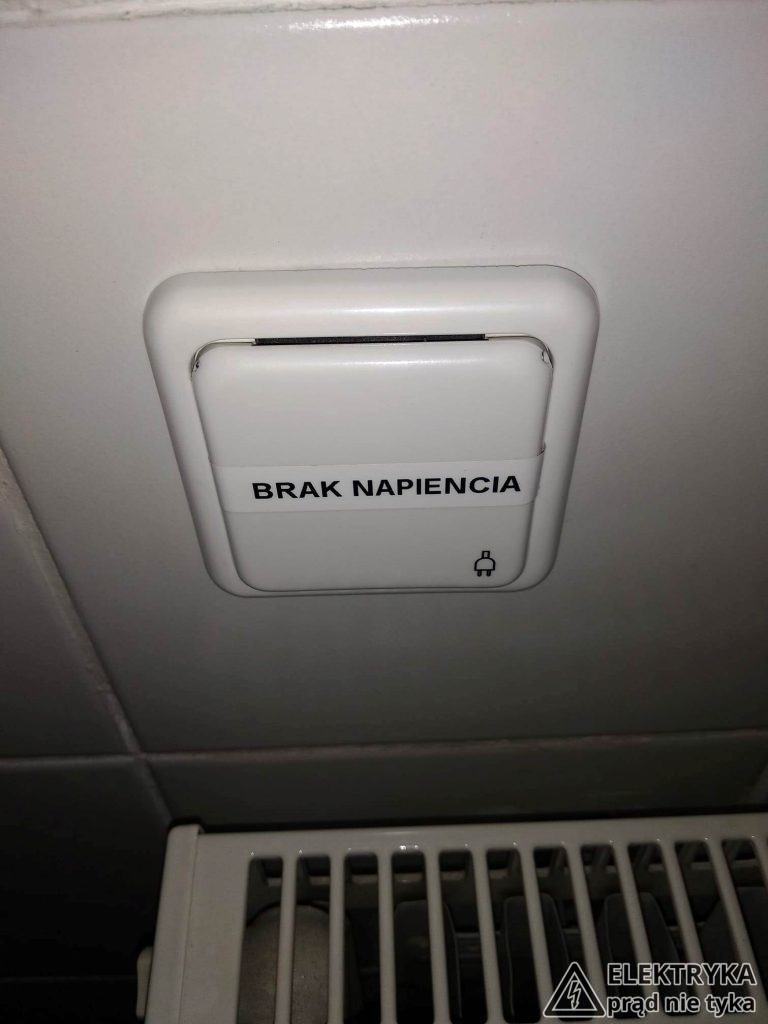 BRAK NAPIENCIA
ELEKTRYKA
prąd nie tyka